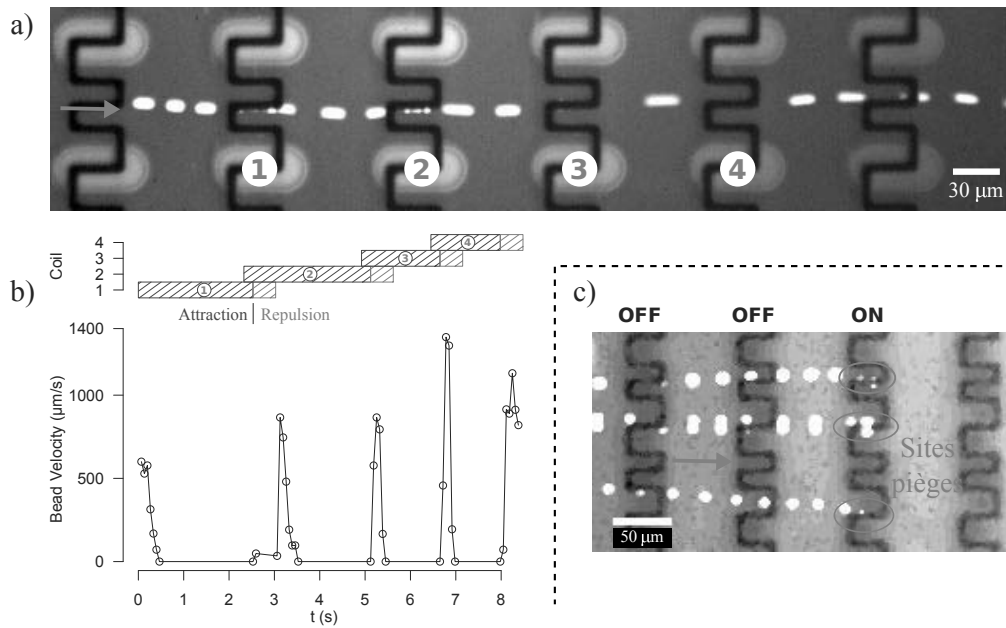 a)
1
2
3
4
30 µm
b)
Coil
4
3
2
1
4
3
2
1
Attraction | Repulsion
Bead Velocity (µm/s)
1400
1000
500
0
0 1 2 3 4 5 6 7 8
t (s)
c)
OFF OFF ON
Sites
pièges
50 µm